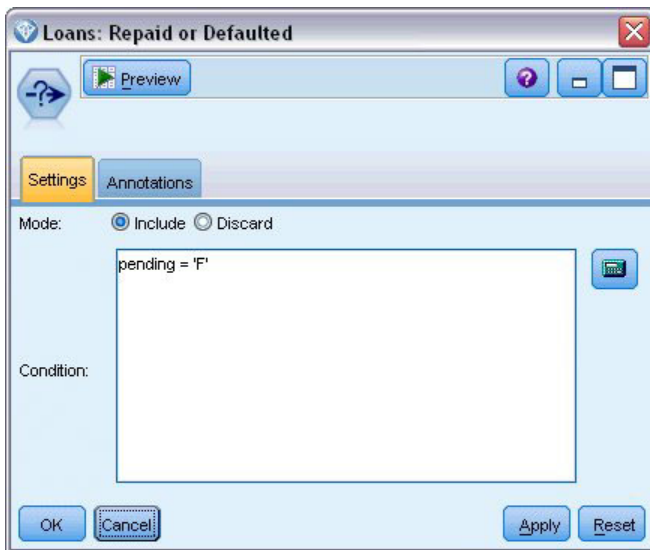 Loans: Repaid or Defaulted
Preview
Settings Annotations
Mode: Include Discard
pending = 'F'
Condition:
OK Cancel Apply Reset